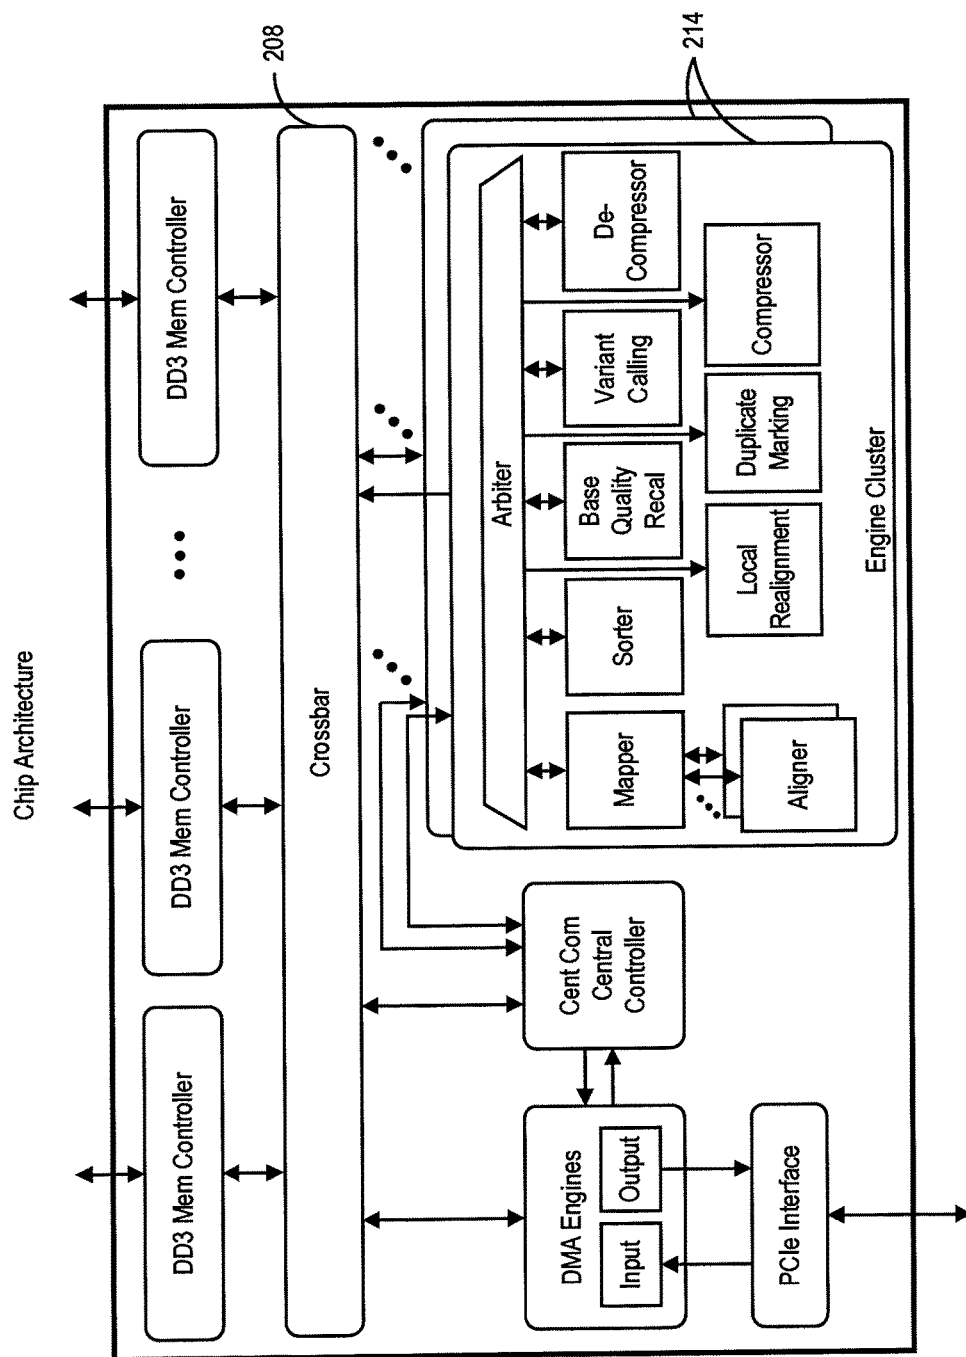 Chip Architecture
DD3 Mem Controller
DD3 Mem Controller
DD3 Mem Controller
Crossbar
208
214
Arbiter
Mapper
Sorter
Base
Quality
Recal
Variant
Calling
De-
Compressor
Aligner
Local
Realignment
Duplicate
Marking
Compressor
Engine Cluster
Cent Com
Central
Controller
DMA Engines
Input
Output
PCIe Interface